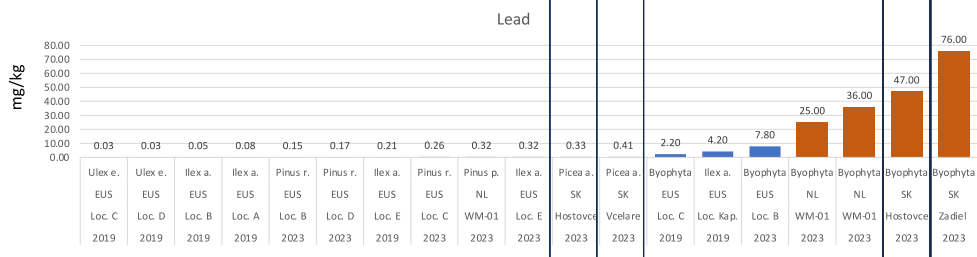 Lead
mg/kg
80.00
70.00
60.00
50.00
40.00
30.00
20.00
10.00
0.00
0.03 0.03 0.05 0.08 0.15 0.17 0.21 0.26 0.32 0.32 0.33 0.41 2.20 4.20 7.80 25.00 36.00 47.00 76.00
Ulex e. Ulex e. Ilex a. Ilex a. Pinus r. Pinus r. Ilex a. Pinus r. Pinus p. Ilex a. Picea a. Picea a. Byophyta Ilex a. Byophyta Byophyta Byophyta Byophyta Byophyta
EUS EUS EUS EUS EUS EUS EUS EUS NL EUS SK SK EUS EUS EUS NL NL SK SK
Loc. C Loc. D Loc. B Loc. A Loc. B Loc. D Loc. E Loc. C WM-01 Loc. E Hostovce Vcelare Loc. C Loc. Kap. Loc. B WM-01 WM-01 Hostovce Zadiel
2019 2019 2019 2019 2023 2023 2019 2023 2023 2023 2023 2023 2019 2019 2023 2023 2023 2023 2023